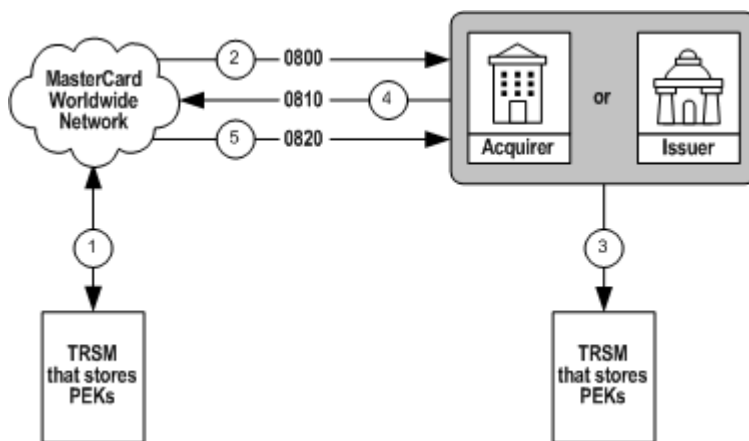 MasterCard
Worldwide
Network
2
0800
0810
4
5
0820
Acquirer
or
Issuer
1
3
TRSM
that stores
PEKs
TRSM
that stores
PEKs